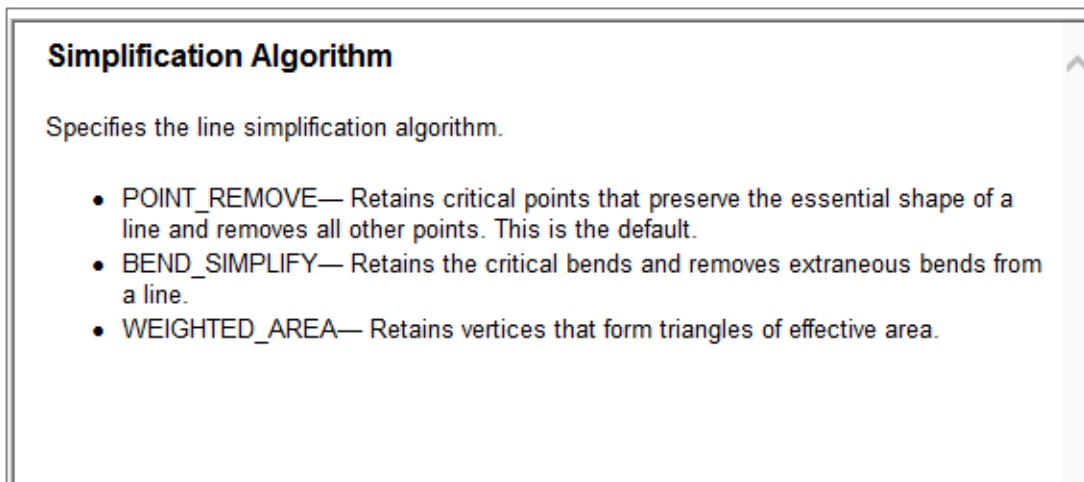 Simplification Algorithm
Specifies the line simplification algorithm.
• POINT_REMOVE— Retains critical points that preserve the essential shape of a
line and removes all other points. This is the default.
• BEND_SIMPLIFY— Retains the critical bends and removes extraneous bends from
a line.
• WEIGHTED_AREA— Retains vertices that form triangles of effective area.